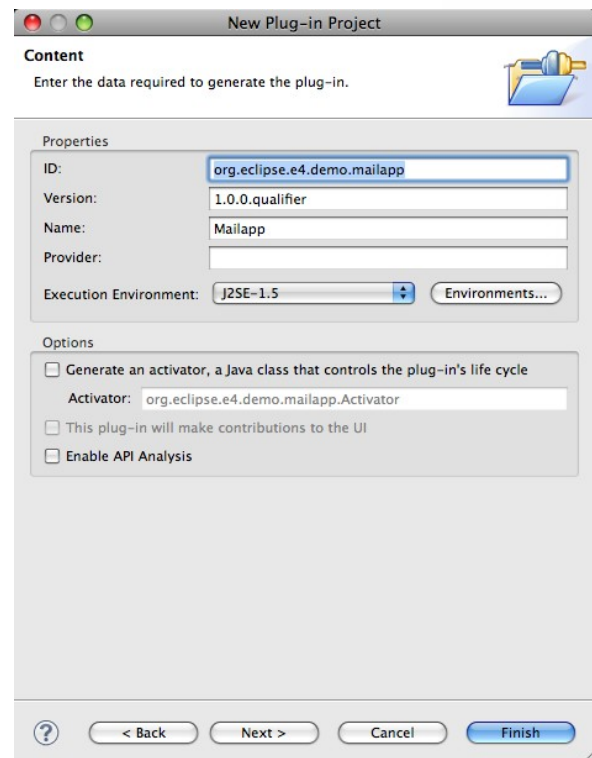 New Plug-in Project
Content
Enter the data required to generate the plug-in.
Properties
ID: org.eclipse.e4.demo.mailapp
Version: 1.0.0.qualifier
Name: Mailapp
Provider:
Execution Environment: J2SE-1.5 Environments...
Options
Generate an activator, a Java class that controls the plug-in's life cycle
Activator: org.eclipse.e4.demo.mailapp.Activator
This plug-in will make contributions to the UI
Enable API Analysis
? < Back Next > Cancel Finish